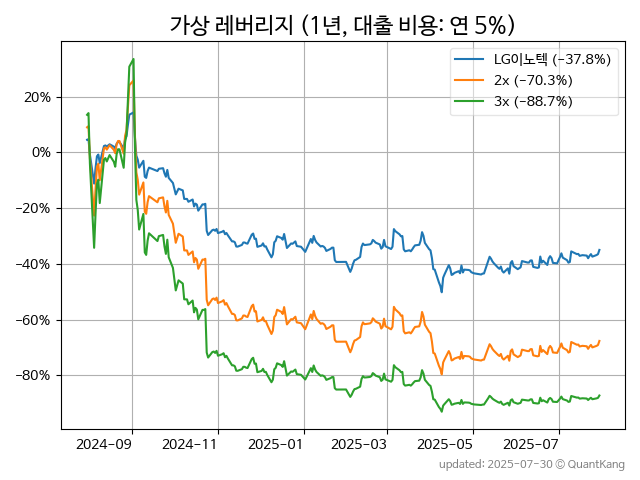 가상 레버리지 (1년, 대출 비용: 연 5%)
LG이노텍 (−37.8%)
2x (−70.3%)
3x (−88.7%)
20%
0%
−20%
−40%
−60%
−80%
2024-09 2024-11 2025-01 2025-03 2025-05 2025-07
updated: 2025-07-30 © QuantKang